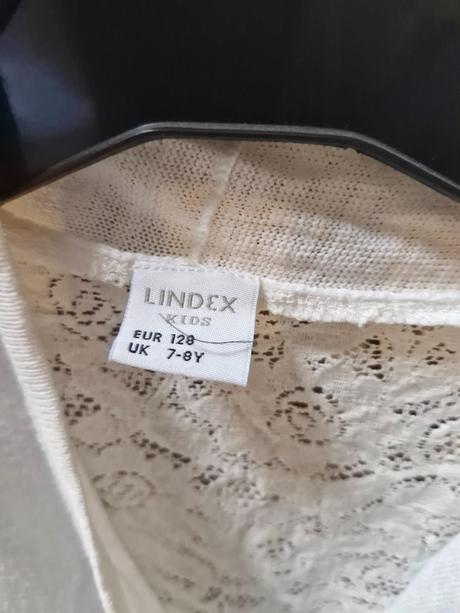 LINDEX
KIDS
EUR 128
UK 7-8Y